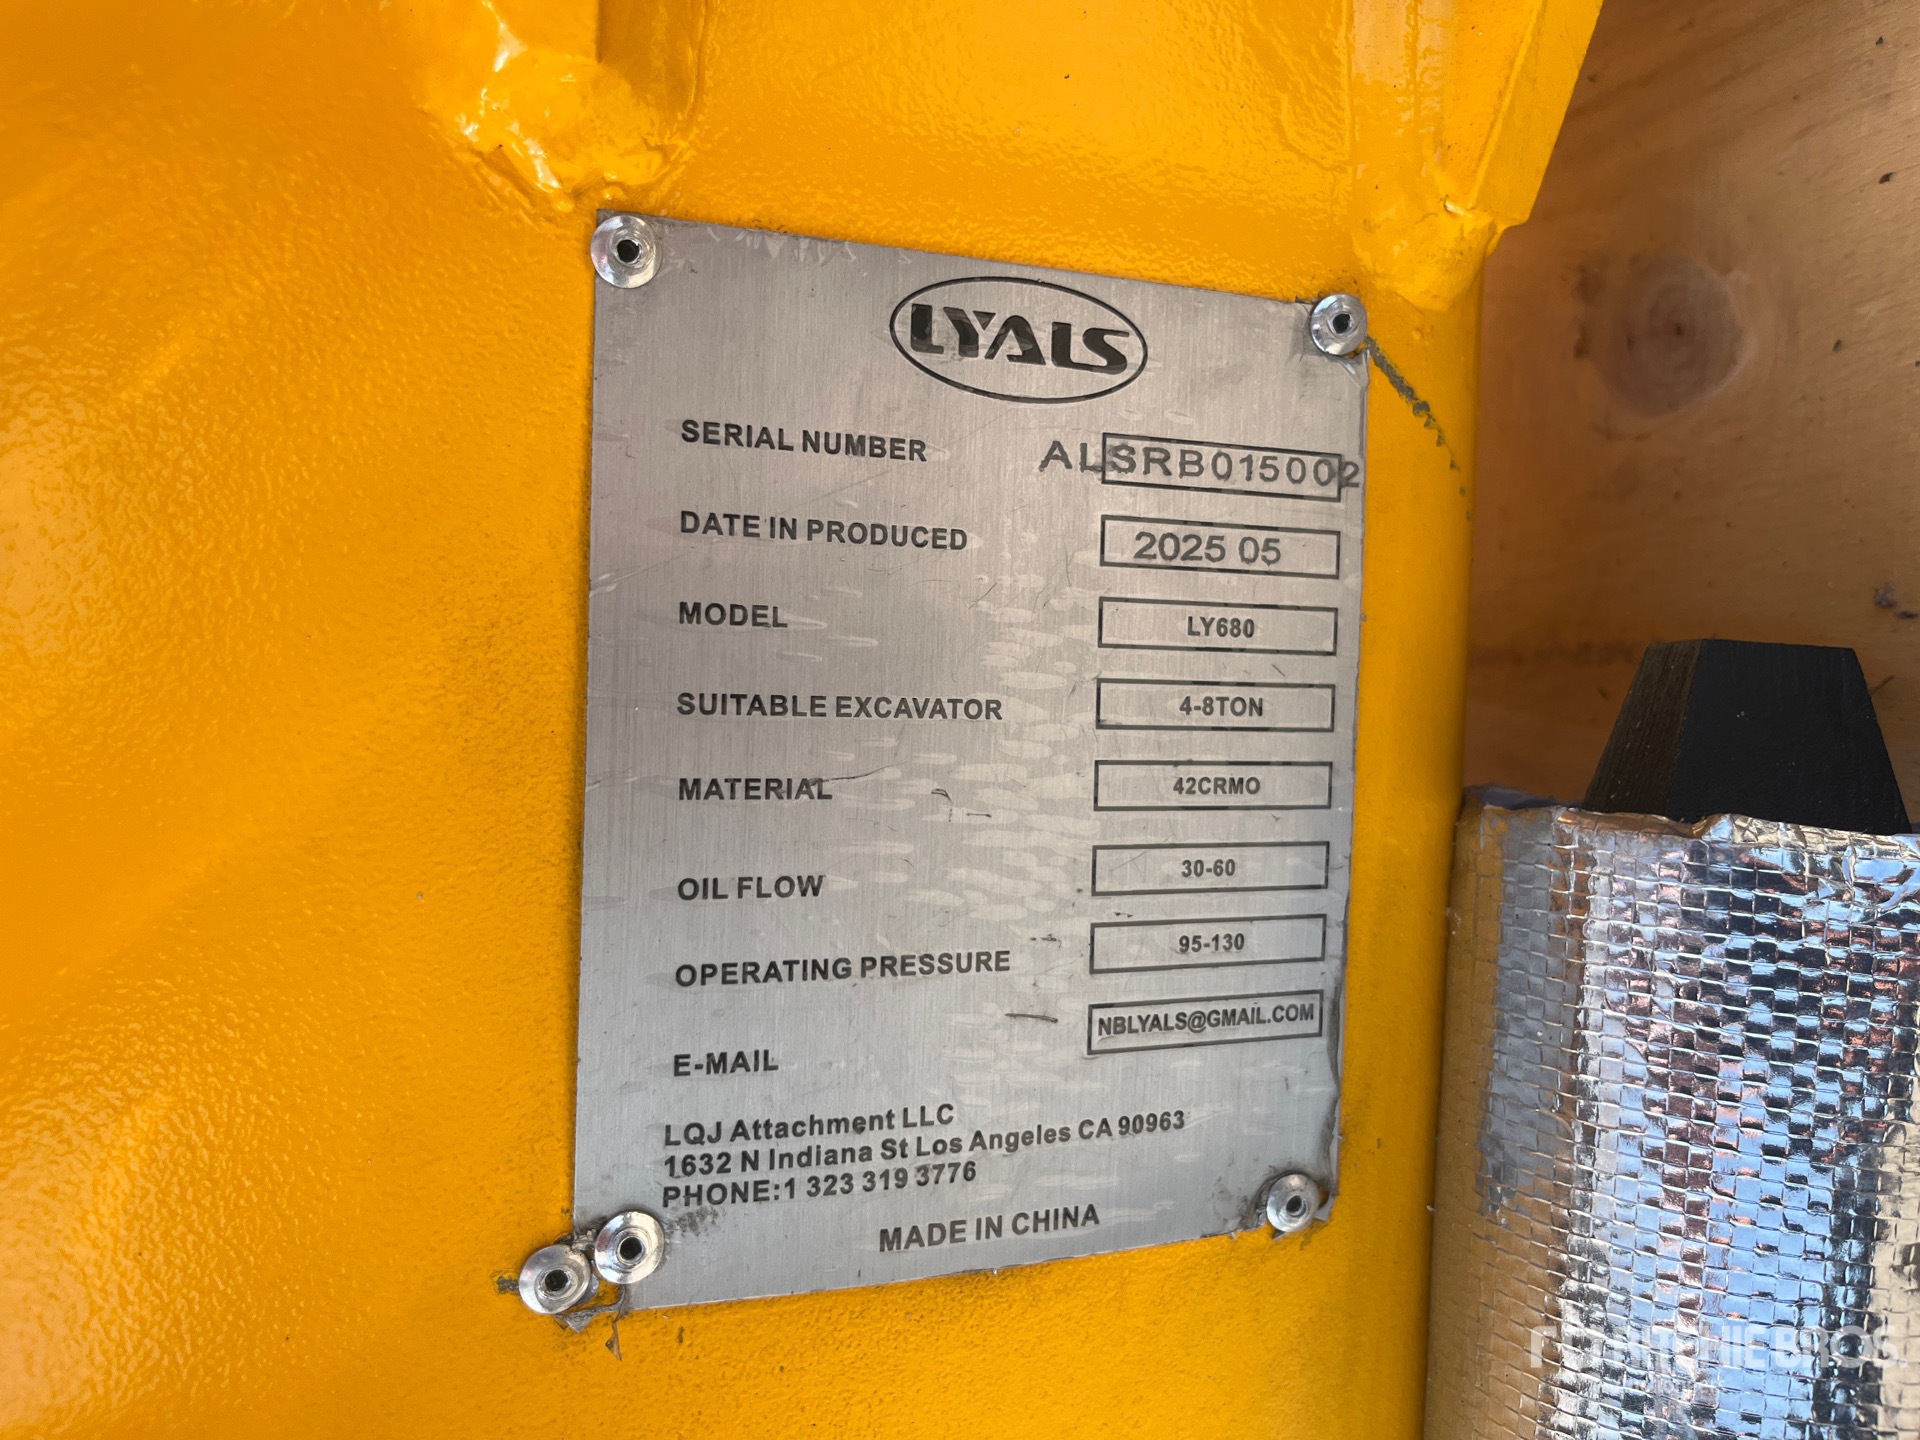 LYALS
SERIAL NUMBER ALSRB015002
DATE IN PRODUCED 2025 05
MODEL LY680
SUITABLE EXCAVATOR 4-8TON
MATERIAL 42CRMO
OIL FLOW 30-60
OPERATING PRESSURE 95-130
E-MAIL NBLYALS@GMAIL.COM
LQJ Attachment LLC
1632 N Indiana St Los Angeles CA 90963
PHONE:1 323 319 3776
MADE IN CHINA
RITCHIE BROS